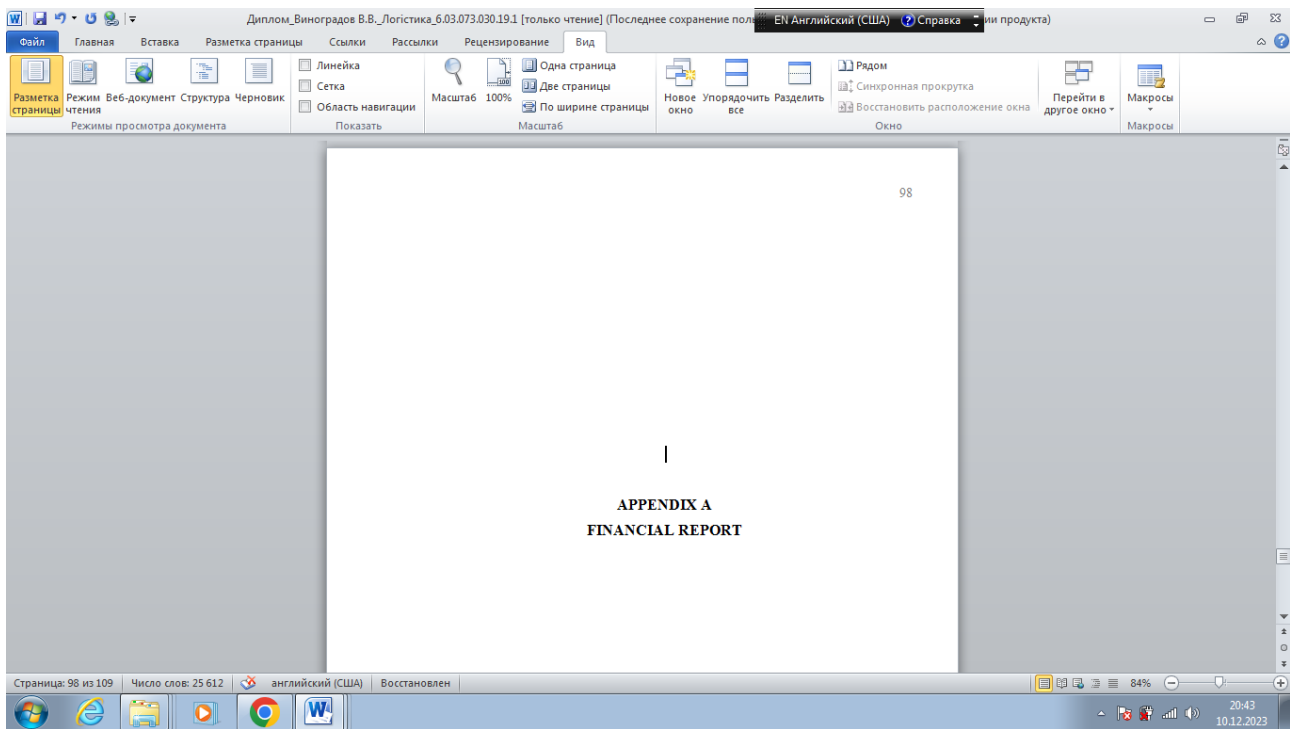 Диплом_Виноградов В.В._Логістика_6.03.073.030.19.1 [только чтение] (Последнее сохранение пол
EN Английский (США) Справка
ии продукта)
Файл Главная Вставка Разметка страницы Ссылки Рассылки Рецензирование Вид
Разметка страницы
Режим чтения
Веб-документ
Структура
Черновик
Режимы просмотра документа
Линейка
Сетка
Область навигации
Показать
Масштаб
100%
Одна страница
Две страницы
По ширине страницы
Масштаб
Новое окно
Упорядочить все
Разделить
Рядом
Синхронная прокрутка
Восстановить расположение окна
Перейти в другое окно
Окно
Макросы
Макросы
98
APPENDIX A
FINANCIAL REPORT
Страница: 98 из 109 Число слов: 25 612 английский (США) Восстановлен 84%
20:43
10.12.2023